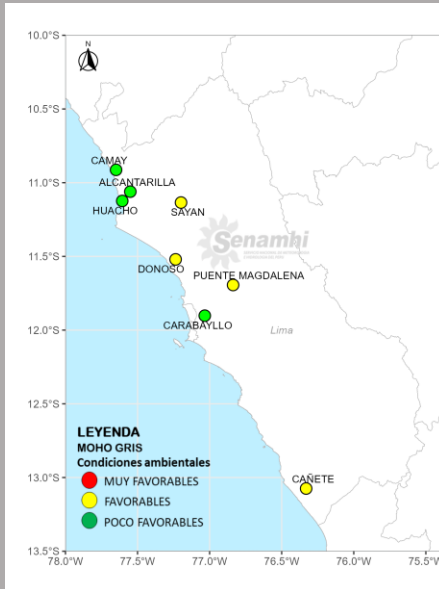 10.0°S
N
10.5°S
CAMAY
11.0°S
ALCANTARILLA
HUACHO
SAYAN
Senamhi
11.5°S
DONOSO
PUENTE MAGDALENA
CARABAYLLO
Lima
12.0°S
12.5°S
LEYENDA
MOHO GRIS
Condiciones ambientales
MUY FAVORABLES
FAVORABLES
POCO FAVORABLES
CAÑETE
13.0°S
13.5°S
78.0°W 77.5°W 77.0°W 76.5°W 76.0°W 75.5°W